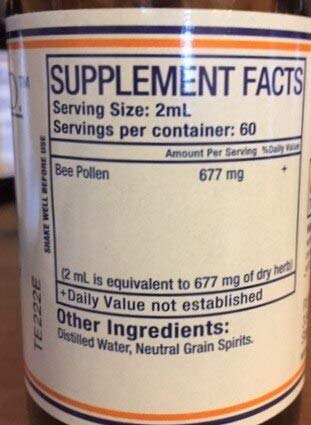 SUPPLEMENT FACTS
Serving Size: 2mL
Servings per container: 60
Amount Per Serving %Daily Value
Bee Pollen 677 mg +
(2 mL is equivalent to 677 mg of dry herb)
+Daily Value not established
Other Ingredients:
Distilled Water, Neutral Grain Spirits.
SHAKE WELL BEFORE USE
TE222E
TM